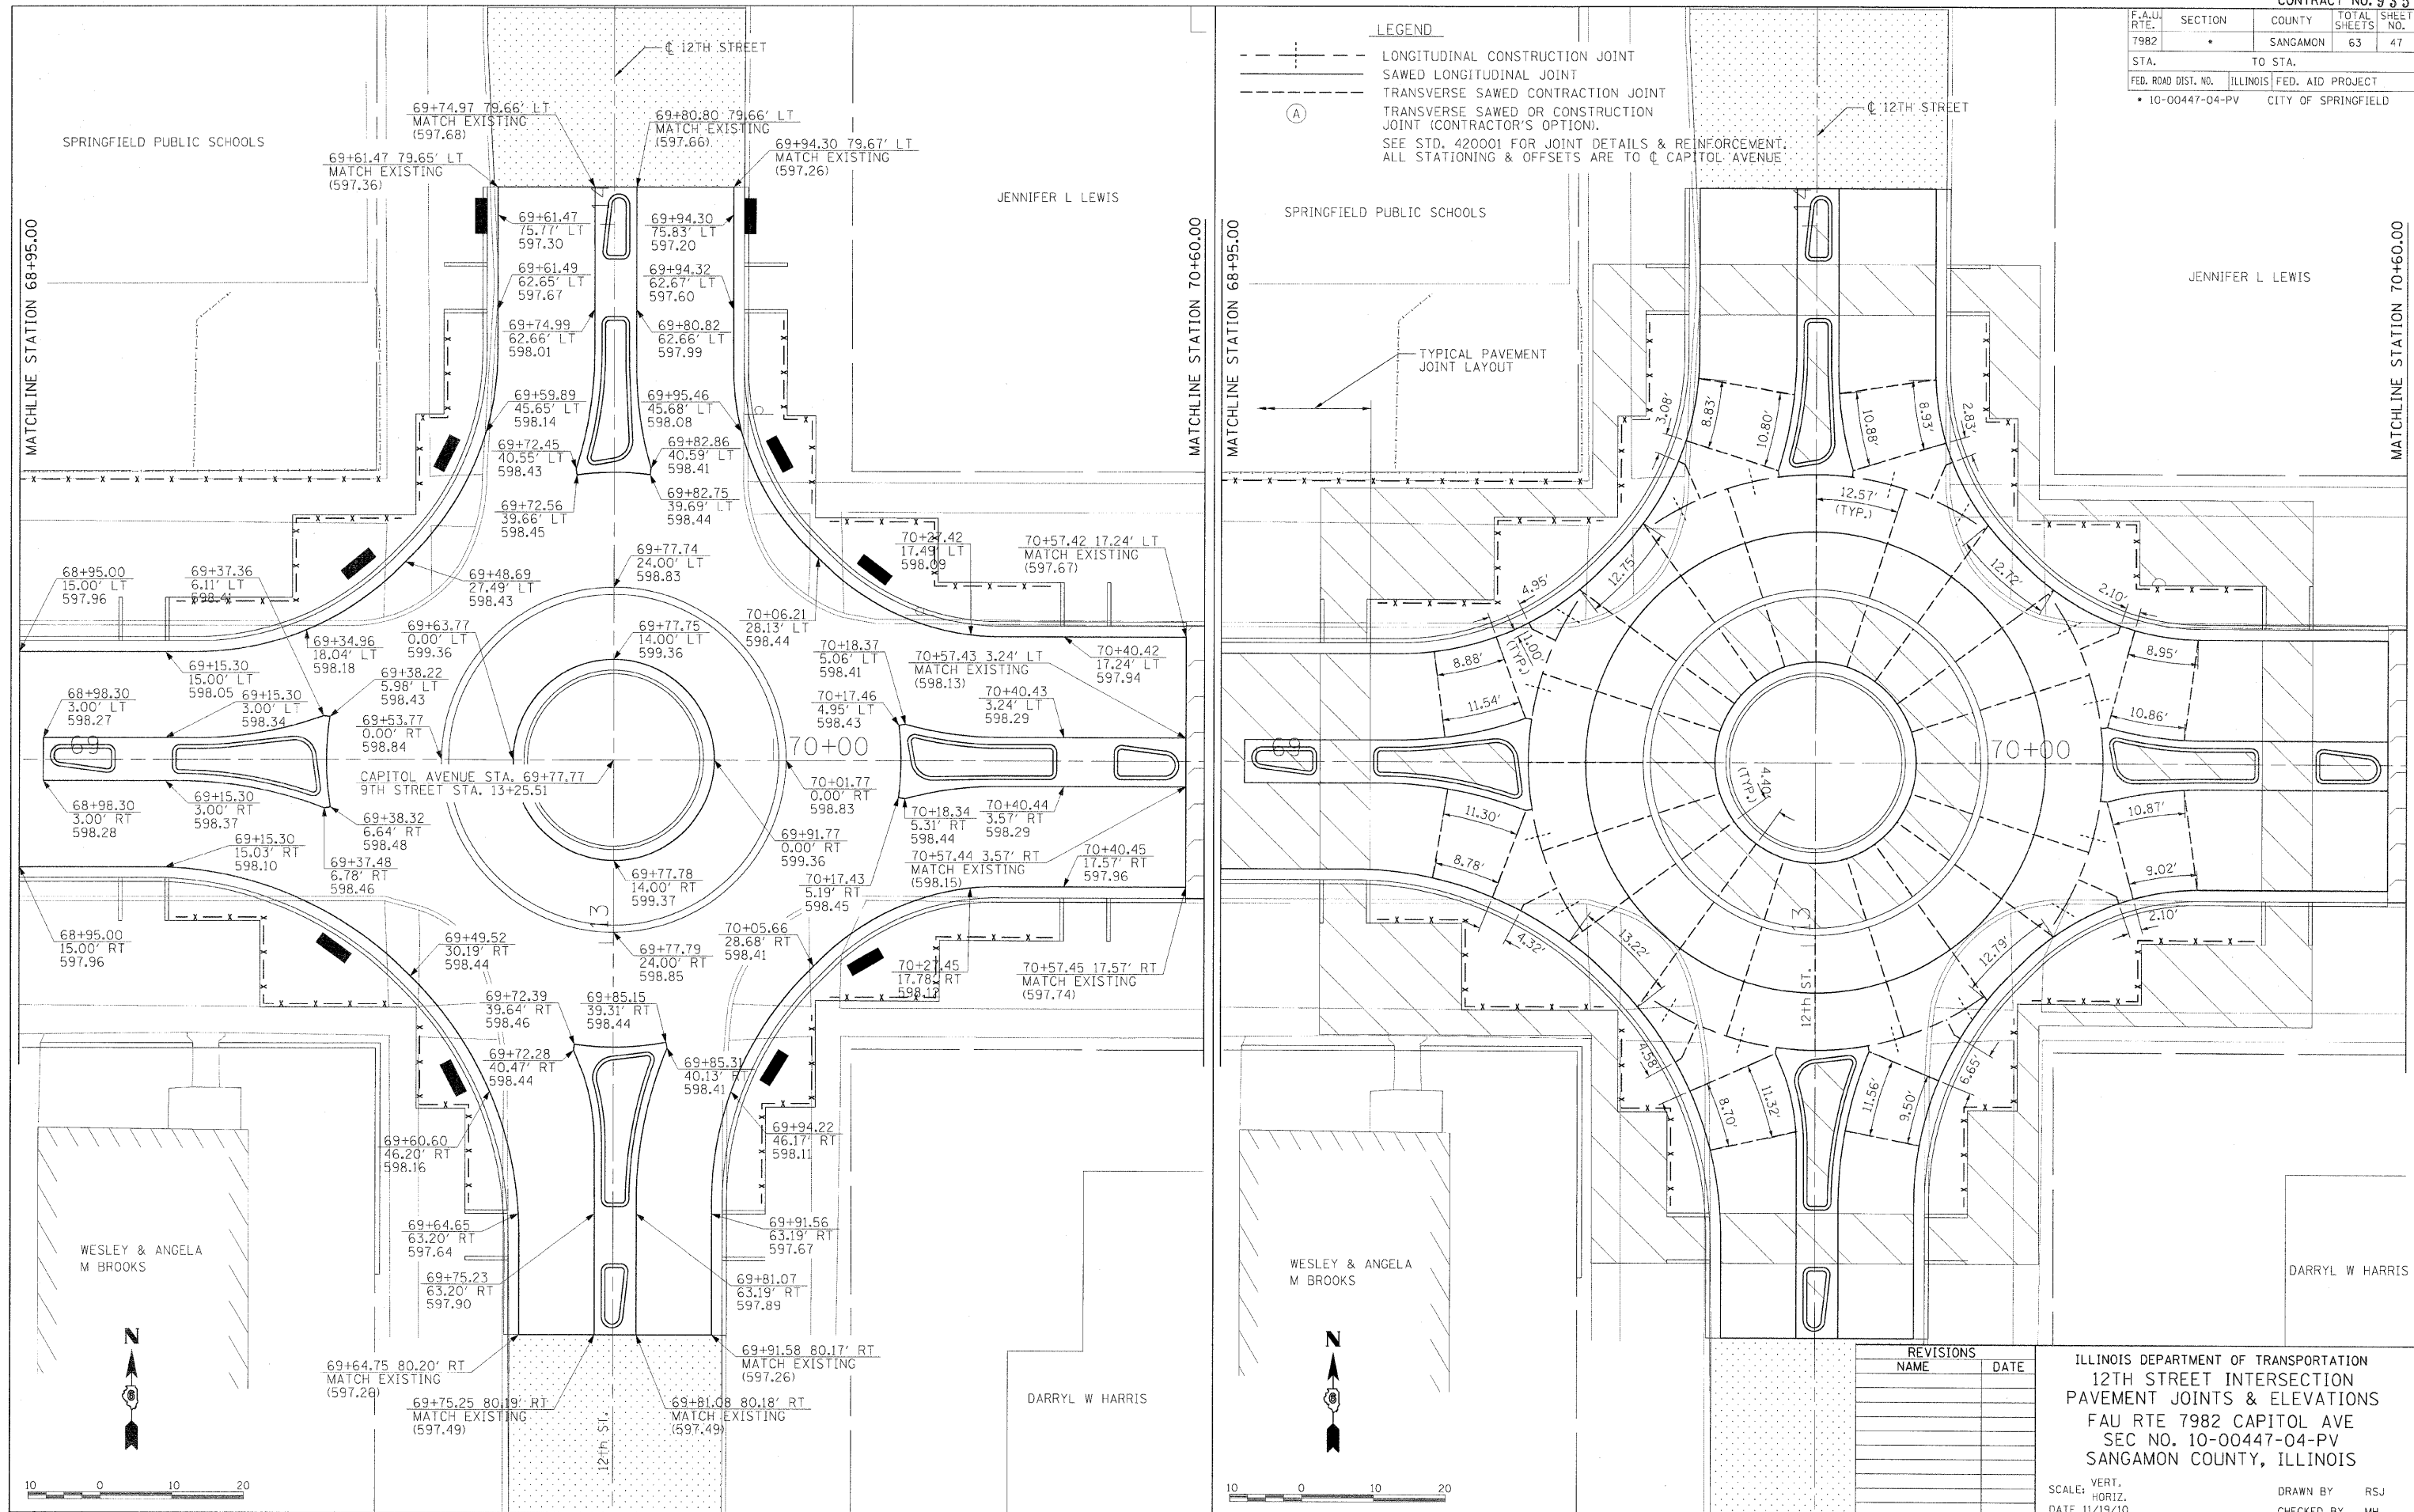 CONTRACT NO. 935
F.A.U. RTE.
SECTION
COUNTY
TOTAL SHEETS
SHEET NO.
7982
*
SANGAMON
63
47
STA. TO STA.
FED. ROAD DIST. NO.
ILLINOIS
FED. AID PROJECT
* 10-00447-04-PV CITY OF SPRINGFIELD
℄ 12TH STREET
69+74.97 79.66' LT
MATCH EXISTING
(597.68)
69+80.80 79.66' LT
MATCH EXISTING
(597.66)
SPRINGFIELD PUBLIC SCHOOLS
69+61.47 79.65' LT
MATCH EXISTING
(597.36)
69+94.30 79.67' LT
MATCH EXISTING
(597.26)
JENNIFER L LEWIS
MATCHLINE STATION 68+95.00
MATCHLINE STATION 70+60.00
14
69+61.47
75.77' LT
597.30
69+94.30
75.83' LT
597.20
69+61.49
62.65' LT
597.67
69+94.32
62.67' LT
597.60
69+74.99
62.66' LT
598.01
69+80.82
62.66' LT
597.99
69+59.89
45.65' LT
598.14
69+95.46
45.68' LT
598.08
69+72.45
40.55' LT
598.43
69+82.86
40.59' LT
598.41
69+72.56
39.66' LT
598.45
69+82.75
39.69' LT
598.44
69+77.74
24.00' LT
598.83
70+27.42
17.49' LT
598.09
70+57.42 17.24' LT
MATCH EXISTING
(597.67)
68+95.00
15.00' LT
597.96
69+37.36
6.11' LT
598.41
69+48.69
27.49' LT
598.43
69+34.96
18.04' LT
598.18
69+63.77
0.00' LT
599.36
69+77.75
14.00' LT
599.36
70+06.21
28.13' LT
598.44
70+18.37
5.06' LT
598.41
70+57.43 3.24' LT
MATCH EXISTING
(598.13)
70+40.42
17.24' LT
597.94
69+15.30
15.00' LT
598.05
69+38.22
5.98' LT
598.43
68+98.30
3.00' LT
598.27
69+15.30
3.00' LT
598.34
69+53.77
0.00' RT
598.84
70+17.46
4.95' LT
598.43
70+40.43
3.24' LT
598.29
69
70+00
CAPITOL AVENUE STA. 69+77.77
9TH STREET STA. 13+25.51
70+01.77
0.00' RT
598.83
68+98.30
3.00' RT
598.28
69+15.30
3.00' RT
598.37
69+38.32
6.64' RT
598.48
69+91.77
0.00' RT
599.36
70+18.34
5.31' RT
598.44
70+40.44
3.57' RT
598.29
69+15.30
15.03' RT
598.10
69+37.48
6.78' RT
598.46
69+77.78
14.00' RT
599.37
70+57.44 3.57' RT
MATCH EXISTING
(598.15)
70+40.45
17.57' RT
597.96
70+17.43
5.19' RT
598.45
68+95.00
15.00' RT
597.96
69+49.52
30.19' RT
598.44
13
69+77.79
24.00' RT
598.85
70+05.66
28.68' RT
598.41
70+27.45
17.78' RT
598.12
70+57.45 17.57' RT
MATCH EXISTING
(597.74)
69+72.39
39.64' RT
598.46
69+85.15
39.31' RT
598.44
69+72.28
40.47' RT
598.44
69+85.31
40.13' RT
598.41
69+60.60
46.20' RT
598.16
69+94.22
46.17' RT
598.11
69+64.65
63.20' RT
597.64
69+91.56
63.19' RT
597.67
69+75.23
63.20' RT
597.90
69+81.07
63.19' RT
597.89
WESLEY & ANGELA
M BROOKS
69+64.75 80.20' RT
MATCH EXISTING
(597.26)
69+91.58 80.17' RT
MATCH EXISTING
(597.26)
69+75.25 80.19' RT
MATCH EXISTING
(597.49)
69+81.08 80.18' RT
MATCH EXISTING
(597.49)
DARRYL W HARRIS
12th ST.
N
6
10 0 10 20
LEGEND
LONGITUDINAL CONSTRUCTION JOINT
SAWED LONGITUDINAL JOINT
TRANSVERSE SAWED CONTRACTION JOINT
A
TRANSVERSE SAWED OR CONSTRUCTION
JOINT (CONTRACTOR'S OPTION).
SEE STD. 420001 FOR JOINT DETAILS & REINFORCEMENT.
ALL STATIONING & OFFSETS ARE TO ℄ CAPITOL AVENUE
℄ 12TH STREET
SPRINGFIELD PUBLIC SCHOOLS
JENNIFER L LEWIS
MATCHLINE STATION 68+95.00
MATCHLINE STATION 70+60.00
14
TYPICAL PAVEMENT
JOINT LAYOUT
3.08'
8.83'
10.80'
10.88'
8.93'
2.83'
12.57'
(TYP.)
12.75'
12.72'
4.95'
2.10'
1.00'
(TYP.)
8.88'
8.95'
11.54'
10.86'
69
70+00
4.40'
(TYP.)
11.30'
10.87'
8.78'
9.02'
4.32'
2.10'
13.22'
12.79'
13
12th ST.
4.58'
6.65'
8.70'
11.32'
11.56'
9.50'
WESLEY & ANGELA
M BROOKS
DARRYL W HARRIS
N
6
10 0 10 20
REVISIONS
NAME DATE
ILLINOIS DEPARTMENT OF TRANSPORTATION
12TH STREET INTERSECTION
PAVEMENT JOINTS & ELEVATIONS
FAU RTE 7982 CAPITOL AVE
SEC NO. 10-00447-04-PV
SANGAMON COUNTY, ILLINOIS
SCALE: VERT.
HORIZ.
DRAWN BY RSJ
DATE 11/19/10
CHECKED BY MH